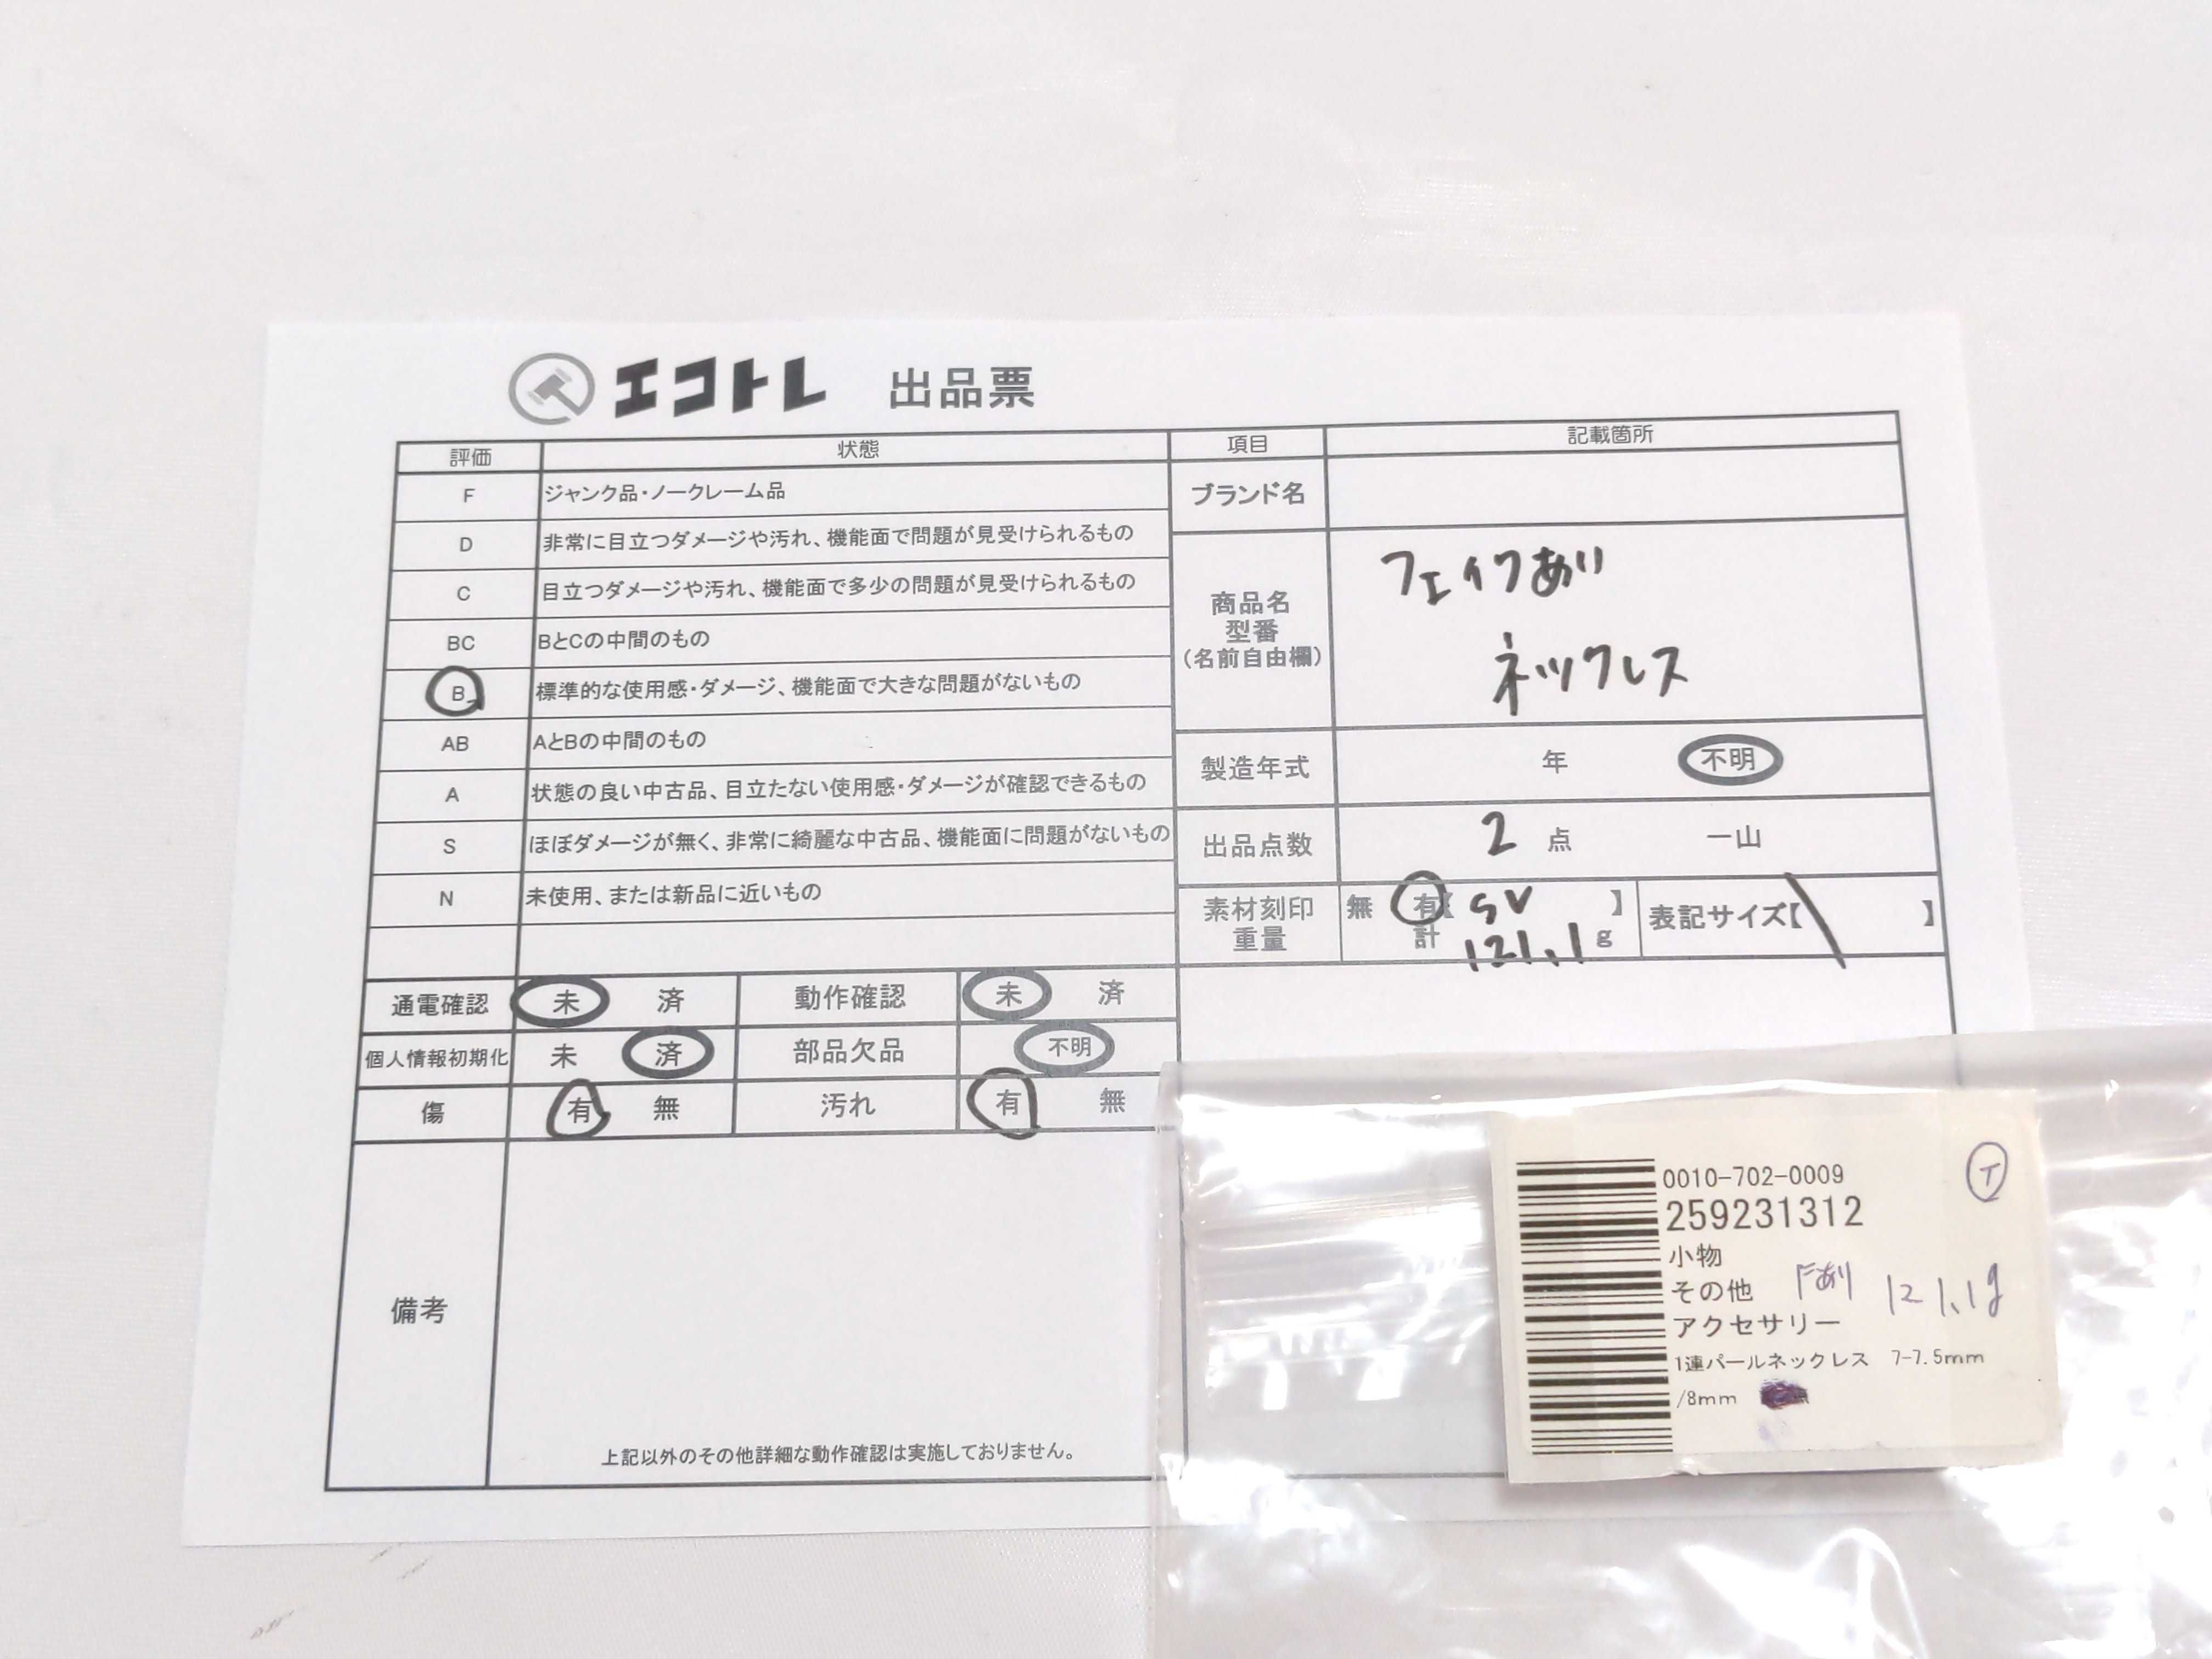 エコトレ 出品票
評価 状態 項目 記載箇所
F ジャンク品・ノークレーム品
D 非常に目立つダメージや汚れ、機能面で問題が見受けられるもの
C 目立つダメージや汚れ、機能面で多少の問題が見受けられるもの
BC BとCの中間のもの
B 標準的な使用感・ダメージ、機能面で大きな問題がないもの
AB AとBの中間のもの
A 状態の良い中古品、目立たない使用感・ダメージが確認できるもの
S ほぼダメージが無く、非常に綺麗な中古品、機能面に問題がないもの
N 未使用、または新品に近いもの
ブランド名
商品名
型番
(名前自由欄)
フェイクあり
ネックレス
製造年式 年 不明
出品点数 2 点 一山
素材刻印
重量
無 有【 SV 】
計 121.1 g
表記サイズ【 】
通電確認 未 済 動作確認 未 済
個人情報初期化 未 済 部品欠品 不明
傷 有 無 汚れ 有 無
備考
上記以外のその他詳細な動作確認は実施しておりません。
0010-702-0009
259231312
小物
その他 Fあり 121.1g
アクセサリー
1連パールネックレス 7-7.5mm
/8mm